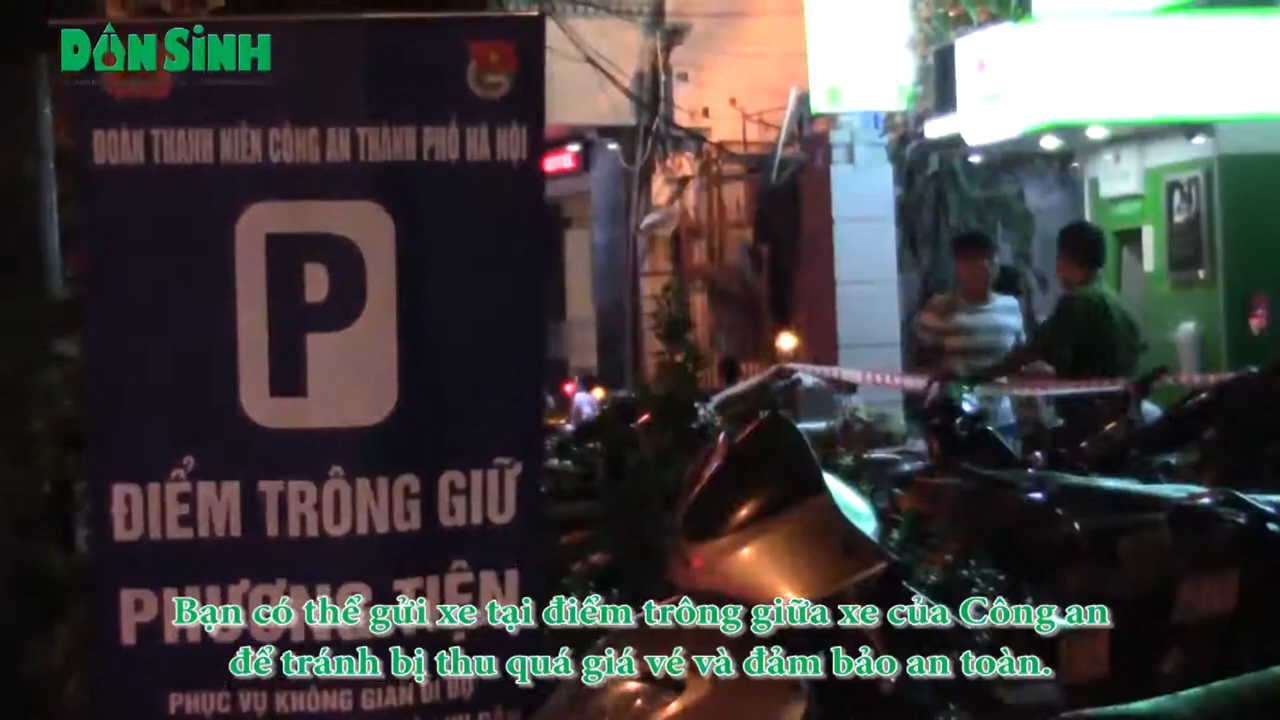 DÂN SINH
ĐOÀN THANH NIÊN CÔNG AN THÀNH PHỐ HÀ NỘI
HOTEL
P
ĐIỂM TRÔNG GIỮ
PHƯƠNG TIỆN
Bạn có thể gửi xe tại điểm trông giữa xe của Công an
để tránh bị thu quá giá vé và đảm bảo an toàn.
PHỤC VỤ KHÔNG GIAN ĐI BỘ